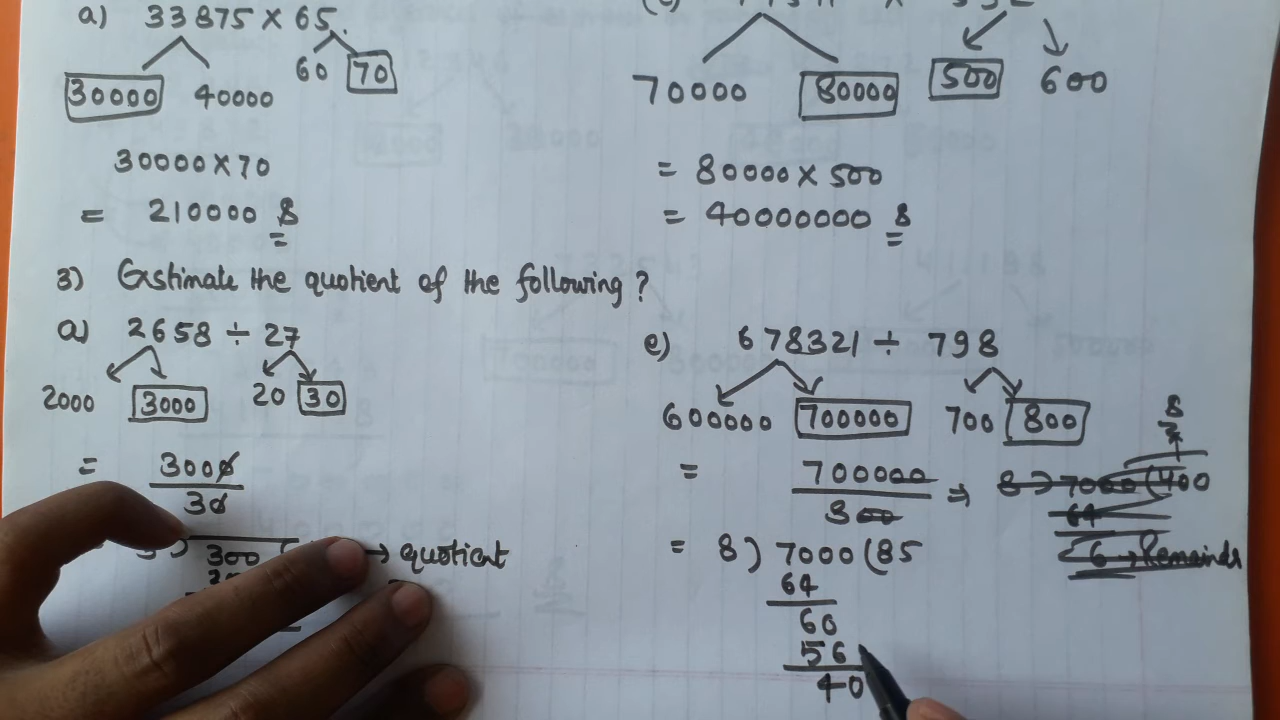 a) 33875 × 65
60 70
30000 40000
30000 × 70
= 210000
70000 80000 500 600
= 80000 × 500
= 40000000
3) Estimate the quotient of the following ?
a) 2658 ÷ 27
2000 3000 20 30
= 3000
30
300
→ quotient
e) 678321 ÷ 798
600000 700000 700 800
= 700000 ⇒ 8) 7000 (400
800
64
6 → Remainds
= 8) 7000 (85
64
60
56
40